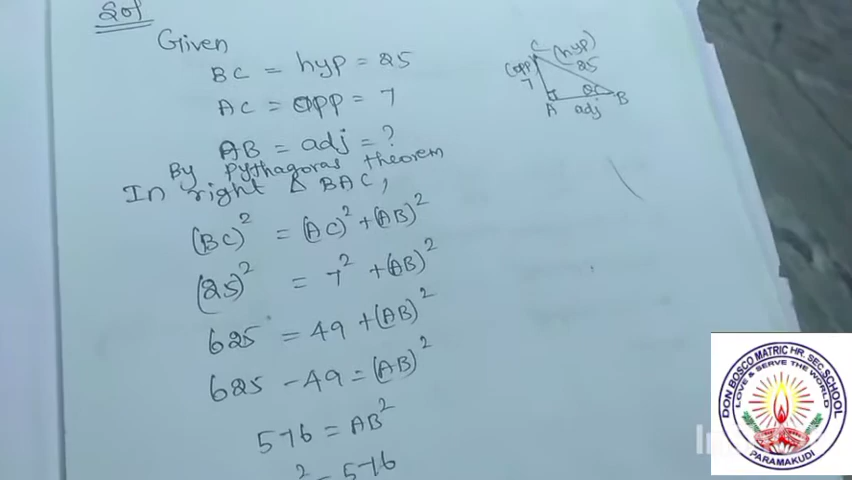 Sol
Given
BC = hyp = 25
AC = opp = 7
AB = adj = ?
By pythagoras theorem
In right Δ BAC,
(BC)² = (AC)² + (AB)²
(25)² = 7² + (AB)²
625 = 49 + (AB)²
625 - 49 = (AB)²
576 = AB²
² = 576
C (hyp)
(opp) 25
7 α
A adj B
DON BOSCO MATRIC HR. SEC. SCHOOL
LOVE & SERVE THE WORLD
PARAMAKUDI